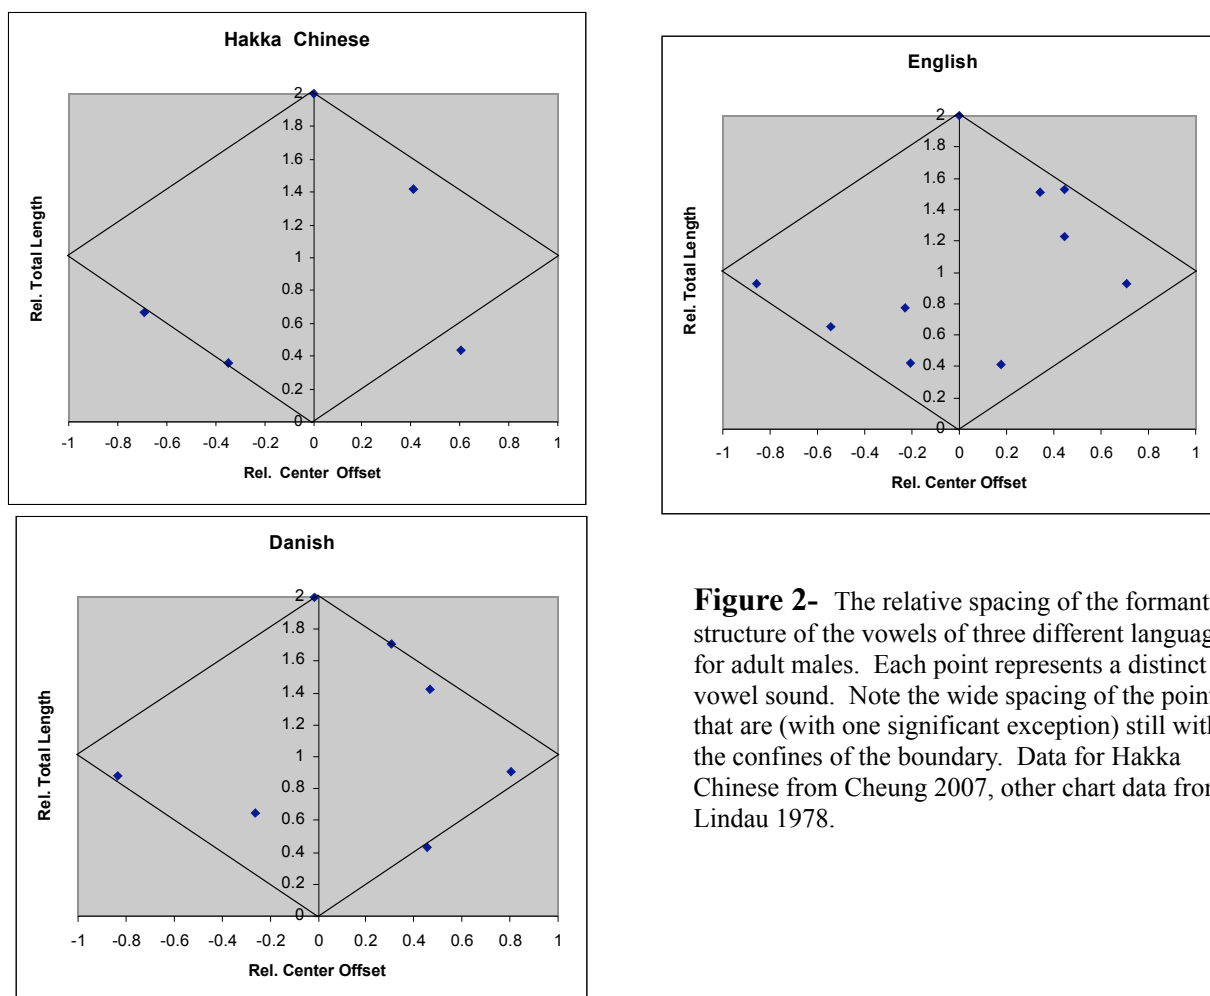 Hakka Chinese
2
1.8
1.6
1.4
1.2
1
0.8
0.6
0.4
0.2
0
-1 -0.8 -0.6 -0.4 -0.2 0 0.2 0.4 0.6 0.8 1
Rel. Total Length
Rel. Center Offset
English
2
1.8
1.6
1.4
1.2
1
0.8
0.6
0.4
0.2
0
-1 -0.8 -0.6 -0.4 -0.2 0 0.2 0.4 0.6 0.8 1
Rel. Total Length
Rel. Center Offset
Danish
2
1.8
1.6
1.4
1.2
1
0.8
0.6
0.4
0.2
0
-1 -0.8 -0.6 -0.4 -0.2 0 0.2 0.4 0.6 0.8 1
Rel. Total Length
Rel. Center Offset
Figure 2- The relative spacing of the formant
structure of the vowels of three different languag
for adult males. Each point represents a distinct
vowel sound. Note the wide spacing of the point
that are (with one significant exception) still with
the confines of the boundary. Data for Hakka
Chinese from Cheung 2007, other chart data from
Lindau 1978.